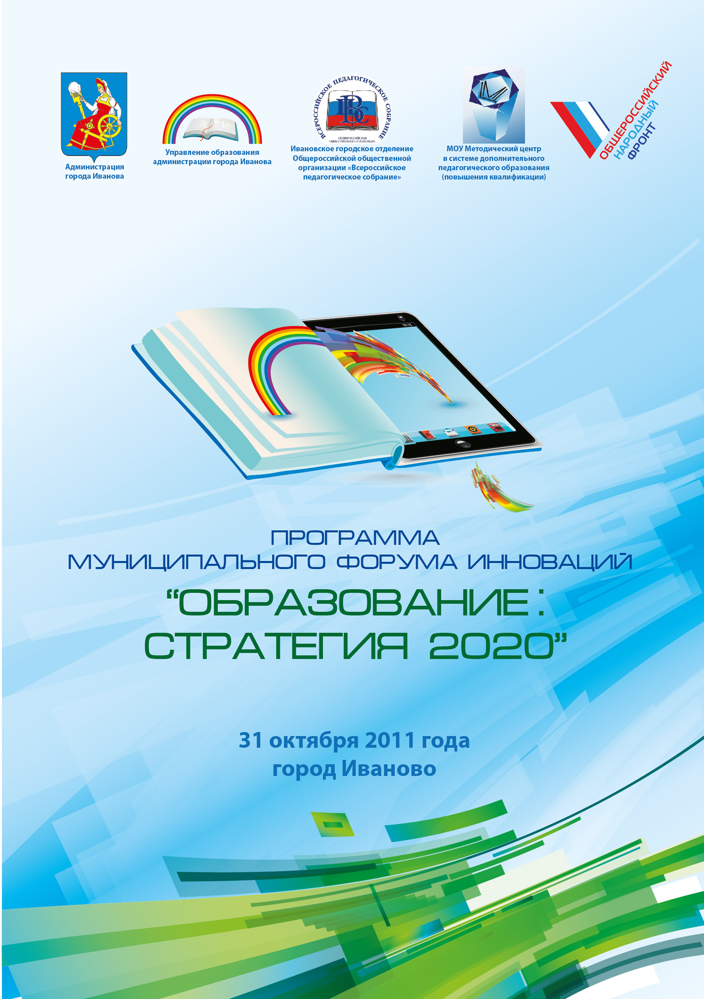 Администрация
города Иванова
Управление образования
администрации города Иванова
ВСЕРОССИЙСКОЕ ПЕДАГОГИЧЕСКОЕ СОБРАНИЕ
ВПС
ОБЩЕРОССИЙСКАЯ
ОБЩЕСТВЕННАЯ ОРГАНИЗАЦИЯ
Ивановское городское отделение
Общероссийской общественной
организации «Всероссийское
педагогическое собрание»
МОУ Методический центр
в системе дополнительного
педагогического образования
(повышения квалификации)
ОБЩЕРОССИЙСКИЙ
НАРОДНЫЙ
ФРОНТ
10:15
ПРОГРАММА
МУНИЦИПАЛЬНОГО ФОРУМА ИННОВАЦИЙ
“ОБРАЗОВАНИЕ:
СТРАТЕГИЯ 2020”
31 октября 2011 года
город Иваново